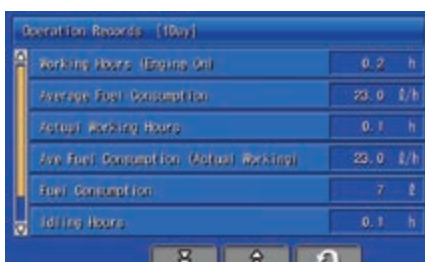 Operation Records [1Day]
Working Hours (Engine On) 0.2 h
Average Fuel Consumption 23.0 ℓ/h
Actual Working Hours 0.1 h
Ave Fuel Consumption (Actual Working) 23.0 ℓ/h
Fuel Consumption 7 ℓ
Idling Hours 0.1 h